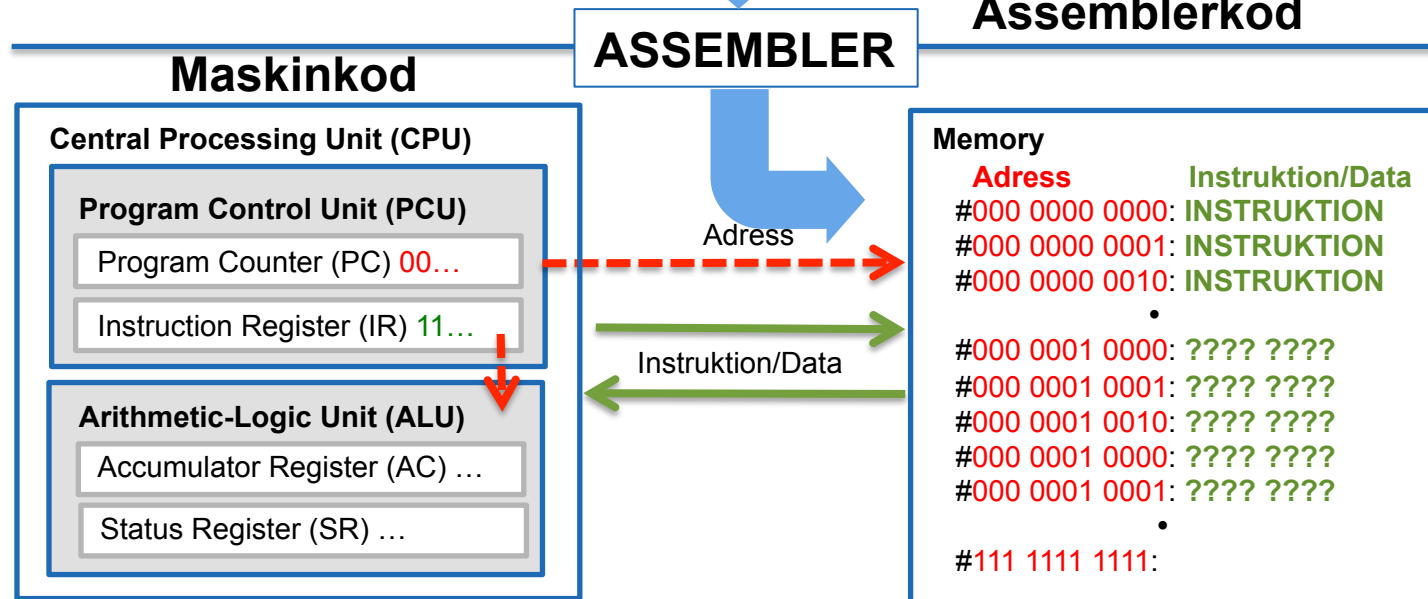 Assemblerkod
ASSEMBLER
Maskinkod
Central Processing Unit (CPU)
Program Control Unit (PCU)
Program Counter (PC) 00…
Instruction Register (IR) 11…
Arithmetic-Logic Unit (ALU)
Accumulator Register (AC) …
Status Register (SR) …
Adress
Instruktion/Data
Memory
Adress Instruktion/Data
#000 0000 0000: INSTRUKTION
#000 0000 0001: INSTRUKTION
#000 0000 0010: INSTRUKTION
•
#000 0001 0000: ???? ????
#000 0001 0001: ???? ????
#000 0001 0010: ???? ????
#000 0001 0000: ???? ????
#000 0001 0001: ???? ????
•
#111 1111 1111: